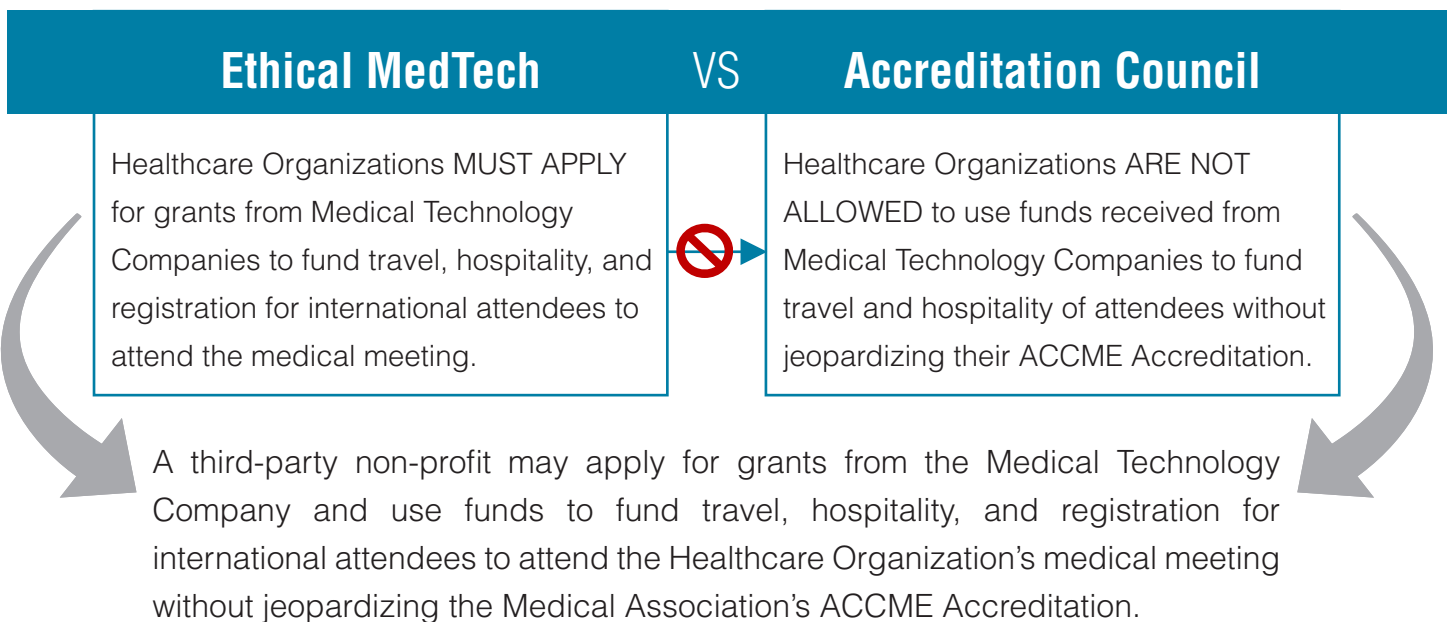 Ethical MedTech VS Accreditation Council
Healthcare Organizations MUST APPLY
for grants from Medical Technology
Companies to fund travel, hospitality, and
registration for international attendees to
attend the medical meeting.
Healthcare Organizations ARE NOT
ALLOWED to use funds received from
Medical Technology Companies to fund
travel and hospitality of attendees without
jeopardizing their ACCME Accreditation.
A third-party non-profit may apply for grants from the Medical Technology
Company and use funds to fund travel, hospitality, and registration for
international attendees to attend the Healthcare Organization’s medical meeting
without jeopardizing the Medical Association’s ACCME Accreditation.